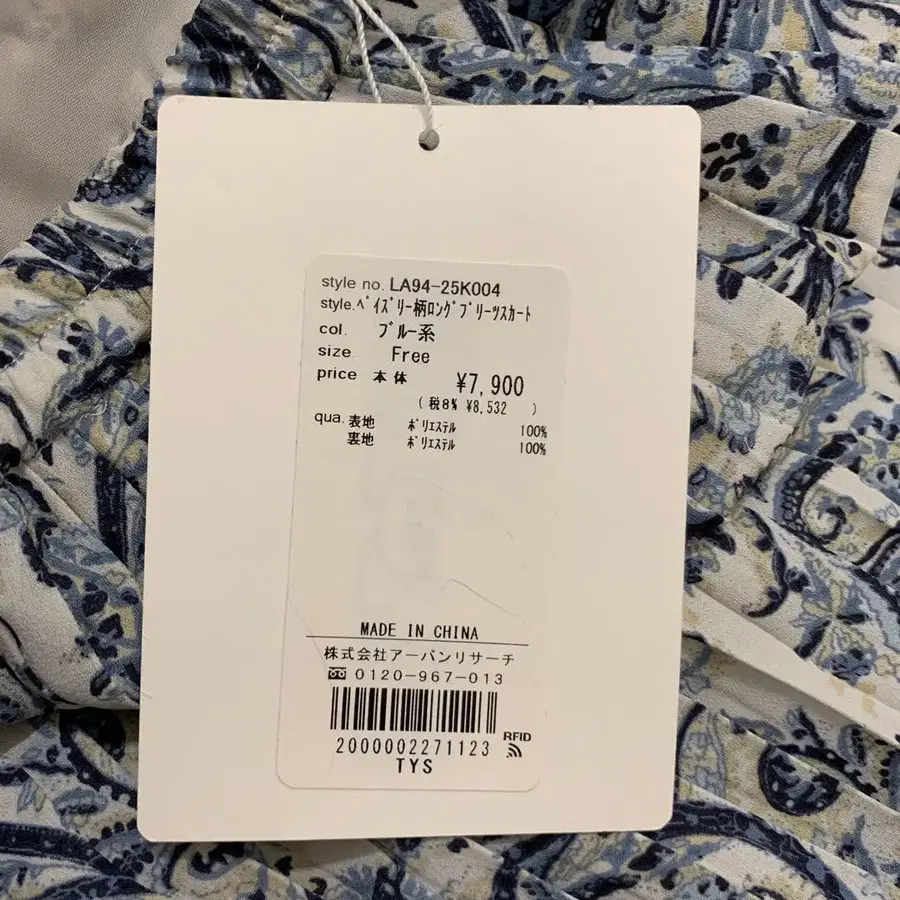 style no. LA94-25K004
style. ﾍﾟｲｽﾞﾘｰ柄ﾛﾝｸﾞﾌﾟﾘｰﾂｽｶｰﾄ
col. ﾌﾞﾙｰ系
size Free
price 本体 ¥7,900
(税8% ¥8,532 )
qua. 表地 ﾎﾟﾘｴｽﾃﾙ 100%
裏地 ﾎﾟﾘｴｽﾃﾙ 100%
MADE IN CHINA
株式会社アーバンリサーチ
0120-967-013
RFID
2000002271123
TYS